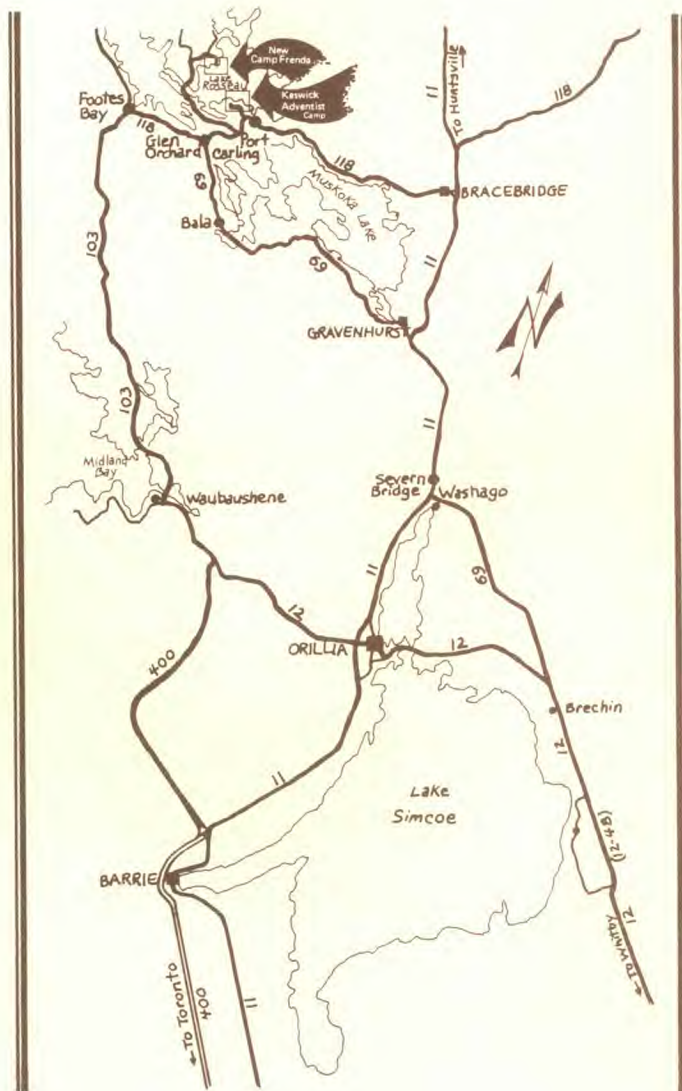 New
Camp Frenda
Lake
Ross Bay
Keswick
Adventist
Camp
Footes
Bay
118
Glen
Orchard
Port
Carling
118
11
To Huntsville
118
BRACEBRIDGE
Muskoka Lake
69
Bala
69
11
GRAVENHURST
103
103
11
Midland
Bay
Waubaushene
Severn
Bridge
Washago
11
69
12
ORILLIA
12
400
Brechin
12
11
Lake
Simcoe
(12-48)
BARRIE
12
To Whitby
To Toronto
400
11